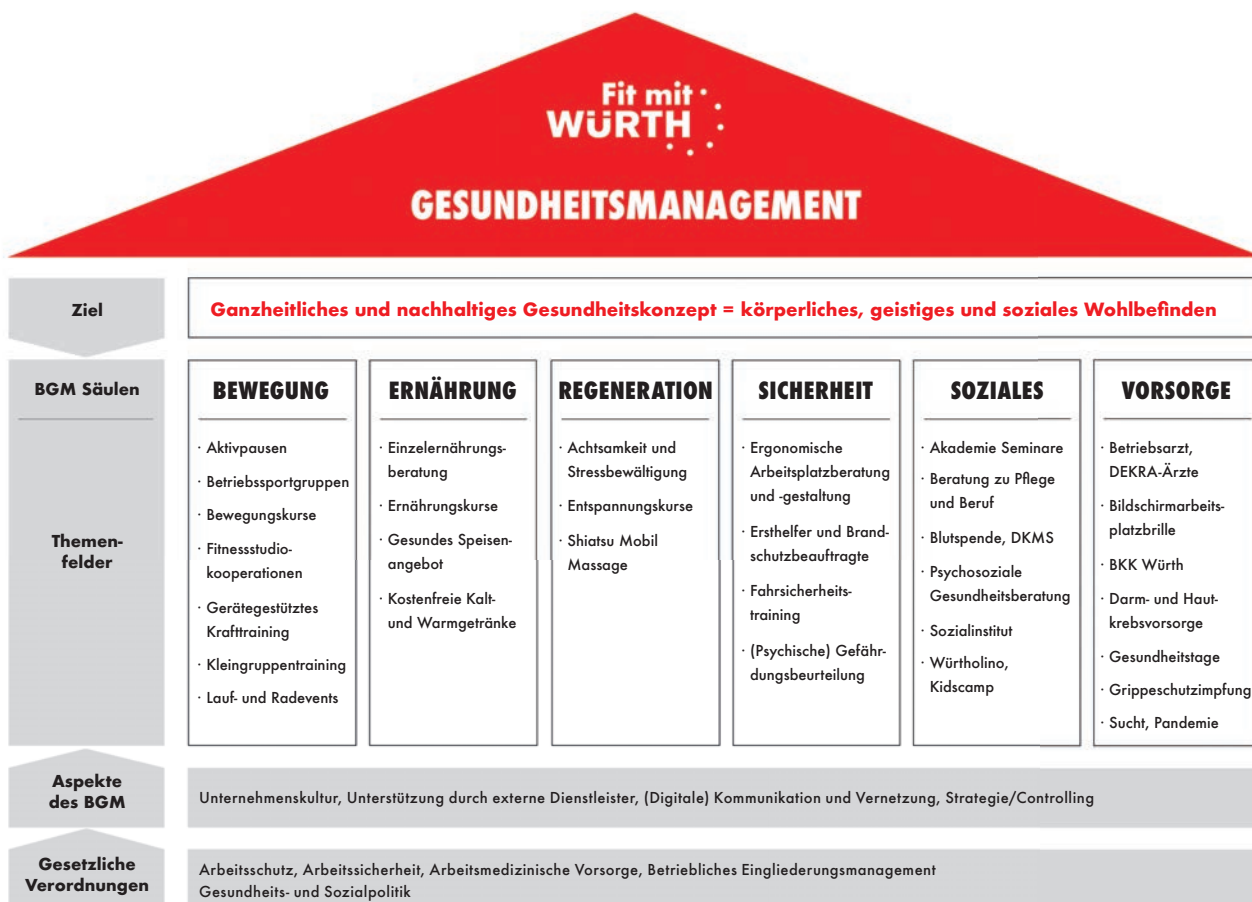 Fit mit
WÜRTH
GESUNDHEITSMANAGEMENT
Ziel
Ganzheitliches und nachhaltiges Gesundheitskonzept = körperliches, geistiges und soziales Wohlbefinden
BGM Säulen
Themen-
felder
BEWEGUNG
· Aktivpausen
· Betriebssportgruppen
· Bewegungskurse
· Fitnessstudio-
kooperationen
· Gerätegestütztes
Krafttraining
· Kleingruppentraining
· Lauf- und Radevents
ERNÄHRUNG
· Einzelernährungs-
beratung
· Ernährungskurse
· Gesundes Speisen-
angebot
· Kostenfreie Kalt-
und Warmgetränke
REGENERATION
· Achtsamkeit und
Stressbewältigung
· Entspannungskurse
· Shiatsu Mobil
Massage
SICHERHEIT
· Ergonomische
Arbeitsplatzberatung
und -gestaltung
· Ersthelfer und Brand-
schutzbeauftragte
· Fahrsicherheits-
training
· (Psychische) Gefähr-
dungsbeurteilung
SOZIALES
· Akademie Seminare
· Beratung zu Pflege
und Beruf
· Blutspende, DKMS
· Psychosoziale
Gesundheitsberatung
· Sozialinstitut
· Würtholino,
Kidscamp
VORSORGE
· Betriebsarzt,
DEKRA-Ärzte
· Bildschirmarbeits-
platzbrille
· BKK Würth
· Darm- und Haut-
krebsvorsorge
· Gesundheitstage
· Grippeschutzimpfung
· Sucht, Pandemie
Aspekte
des BGM
Unternehmenskultur, Unterstützung durch externe Dienstleister, (Digitale) Kommunikation und Vernetzung, Strategie/Controlling
Gesetzliche
Verordnungen
Arbeitsschutz, Arbeitssicherheit, Arbeitsmedizinische Vorsorge, Betriebliches Eingliederungsmanagement
Gesundheits- und Sozialpolitik